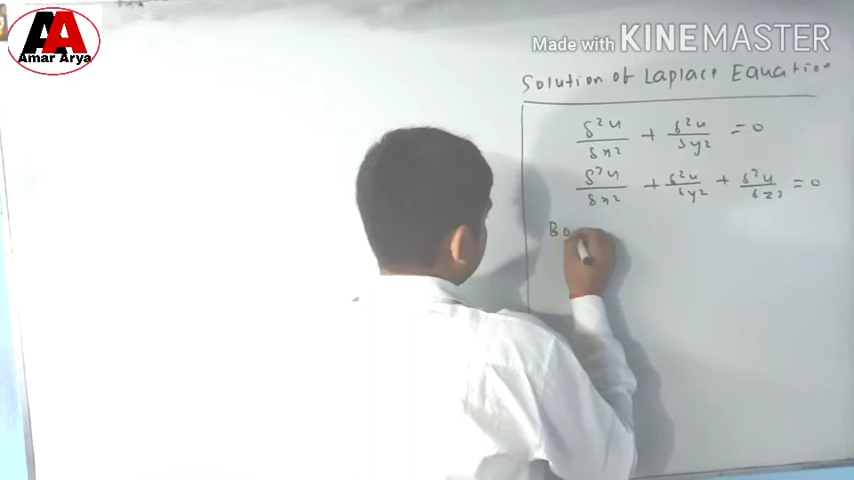 AA
Amar Arya
Made with KINEMASTER
Solution of Laplace Equation
δ²u/δx² + δ²u/δy² = 0
δ²u/δx² + δ²u/δy² + δ²u/δz² = 0
Bo